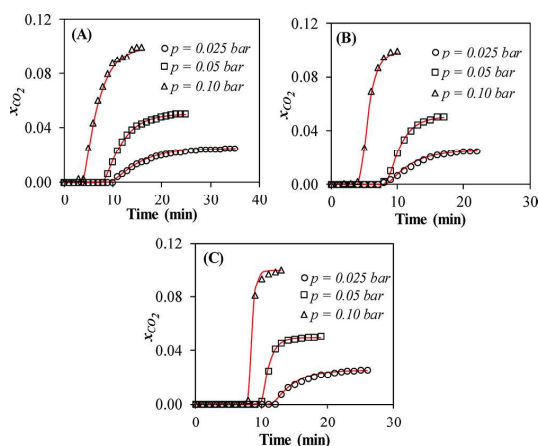 (A)
p = 0.025 bar
p = 0.05 bar
p = 0.10 bar
0.12
0.08
0.04
0.00
xCO2
0 10 20 30 40
Time (min)
(B)
p = 0.025 bar
p = 0.05 bar
p = 0.10 bar
0.12
0.08
0.04
0.00
xCO2
0 10 20 30
Time (min)
(C)
p = 0.025 bar
p = 0.05 bar
p = 0.10 bar
0.12
0.08
0.04
0.00
xCO2
0 10 20 30
Time (min)